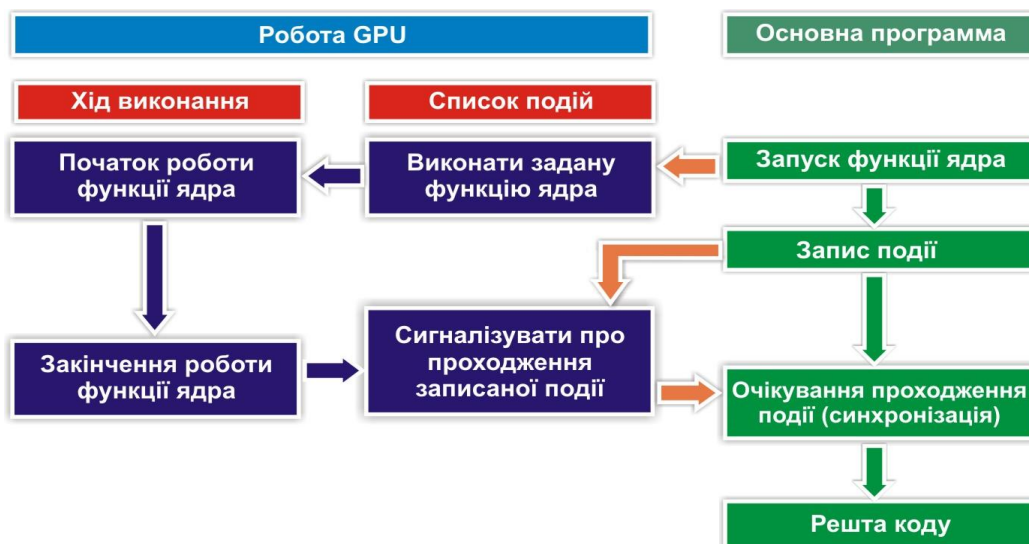 Робота GPU
Основна программа
Хід виконання
Список подій
Початок роботи
функції ядра
Виконати задану
функцію ядра
Запуск функції ядра
Запис події
Закінчення роботи
функції ядра
Сигналізувати про
проходження
записаної події
Очікування проходження
події (синхронізація)
Решта коду